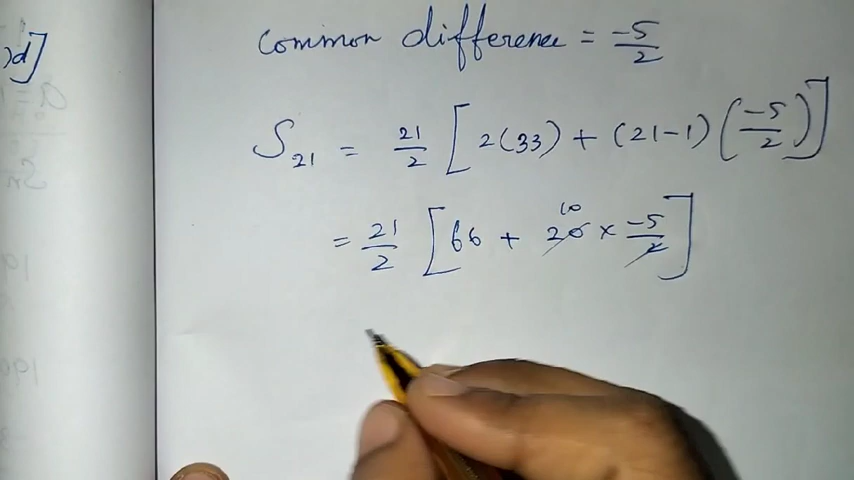 )d]
common difference = -5/2
S21 = 21/2 [2(33) + (21-1)(-5/2)]
= 21/2 [66 + 20 10 × -5/2]